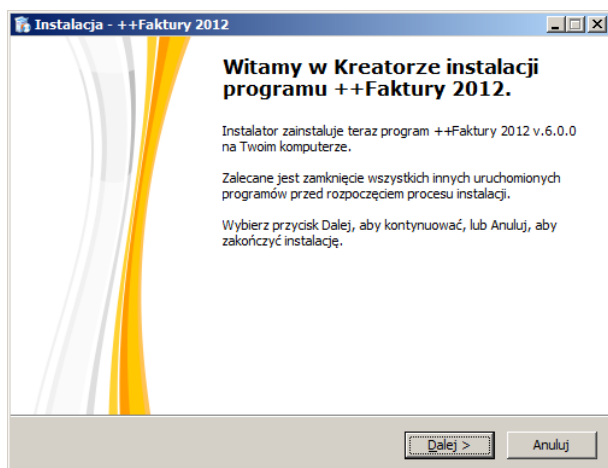 Instalacja - ++Faktury 2012
Witamy w Kreatorze instalacji
programu ++Faktury 2012.
Instalator zainstaluje teraz program ++Faktury 2012 v.6.0.0
na Twoim komputerze.
Zalecane jest zamknięcie wszystkich innych uruchomionych
programów przed rozpoczęciem procesu instalacji.
Wybierz przycisk Dalej, aby kontynuować, lub Anuluj, aby
zakończyć instalację.
Dalej >
Anuluj